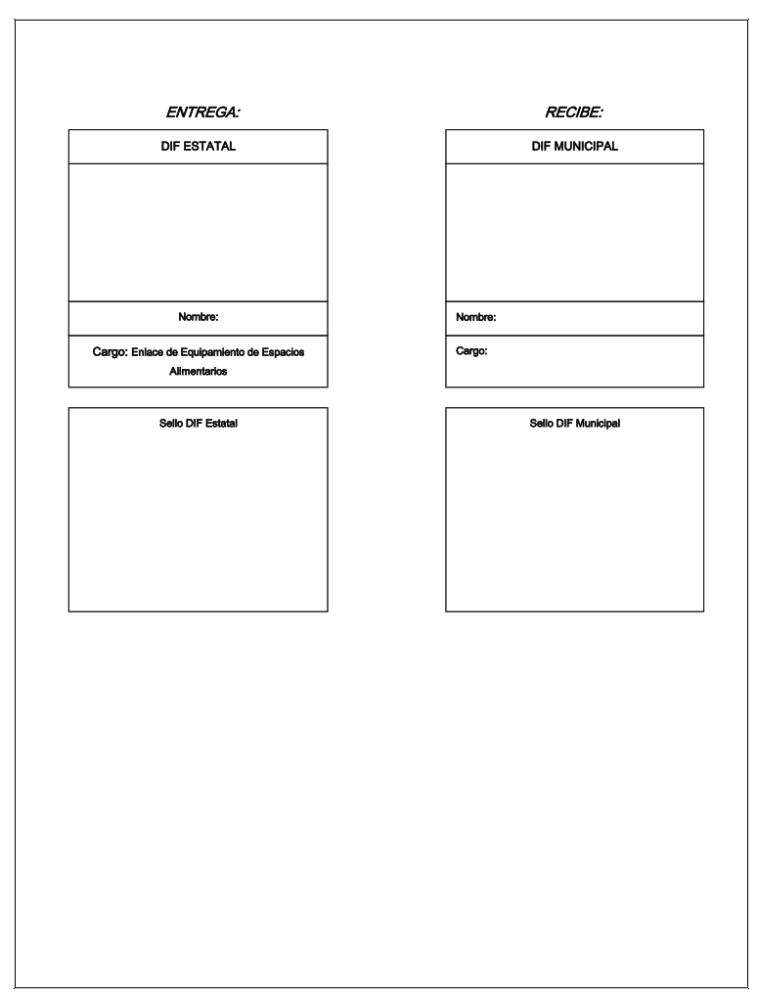 ENTREGA:
DIF ESTATAL
Nombre:
Cargo: Enlace de Equipamiento de Espacios
Alimentarios
Sello DIF Estatal
RECIBE:
DIF MUNICIPAL
Nombre:
Cargo:
Sello DIF Municipal